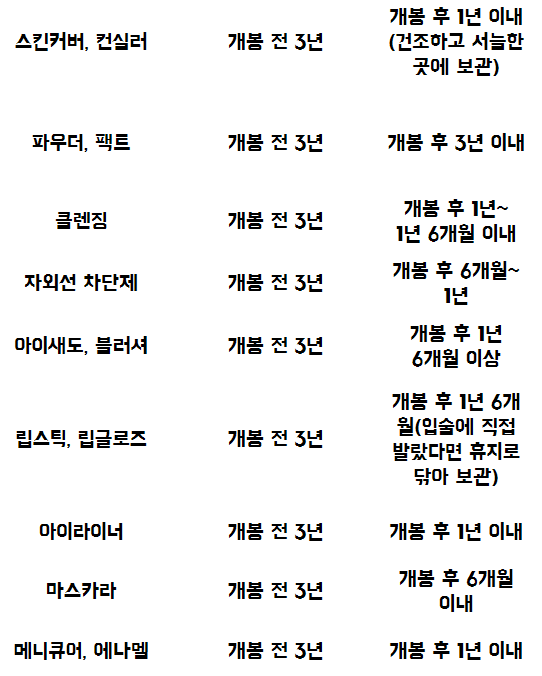 스킨커버, 컨실러 개봉 전 3년 개봉 후 1년 이내
(건조하고 서늘한
곳에 보관)
파우더, 팩트 개봉 전 3년 개봉 후 3년 이내
클렌징 개봉 전 3년 개봉 후 1년~
1년 6개월 이내
자외선 차단제 개봉 전 3년 개봉 후 6개월~
1년
아이섀도, 블러셔 개봉 전 3년 개봉 후 1년
6개월 이상
립스틱, 립글로즈 개봉 전 3년 개봉 후 1년 6개
월(입술에 직접
발랐다면 휴지로
닦아 보관)
아이라이너 개봉 전 3년 개봉 후 1년 이내
마스카라 개봉 전 3년 개봉 후 6개월
이내
메니큐어, 에나멜 개봉 전 3년 개봉 후 1년 이내